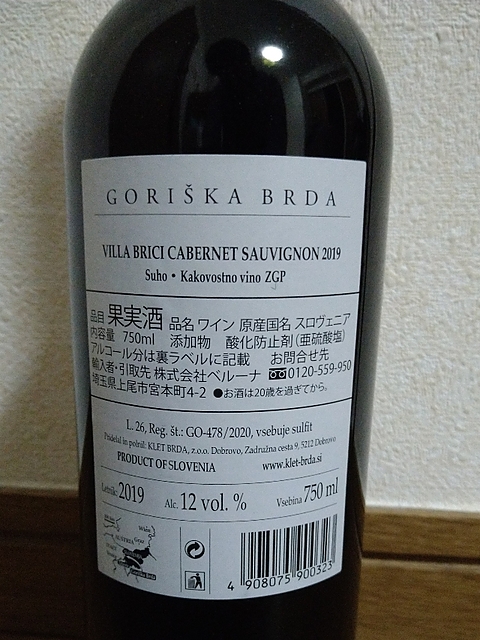 GORIŠKA BRDA
VILLA BRICI CABERNET SAUVIGNON 2019
Suho • Kakovostno vino ZGP
品目 果実酒 品名 ワイン 原産国名 スロヴェニア
内容量 750ml 添加物 酸化防止剤(亜硫酸塩)
アルコール分は裏ラベルに記載 お問合せ先
輸入者・引取先 株式会社ベルーナ 0120-559-950
埼玉県上尾市宮本町4-2 ●お酒は20歳を過ぎてから。
L. 26, Reg. št.: GO-478/2020, vsebuje sulfit
Pridelal in polnil: KLET BRDA, z.o.o. Dobrovo, Zadružna cesta 9, 5212 Dobrovo
PRODUCT OF SLOVENIA www.klet-brda.si
Letnik: 2019 Alc. 12 vol. % Vsebina 750 ml
AUSTRIA
4 908075 900323